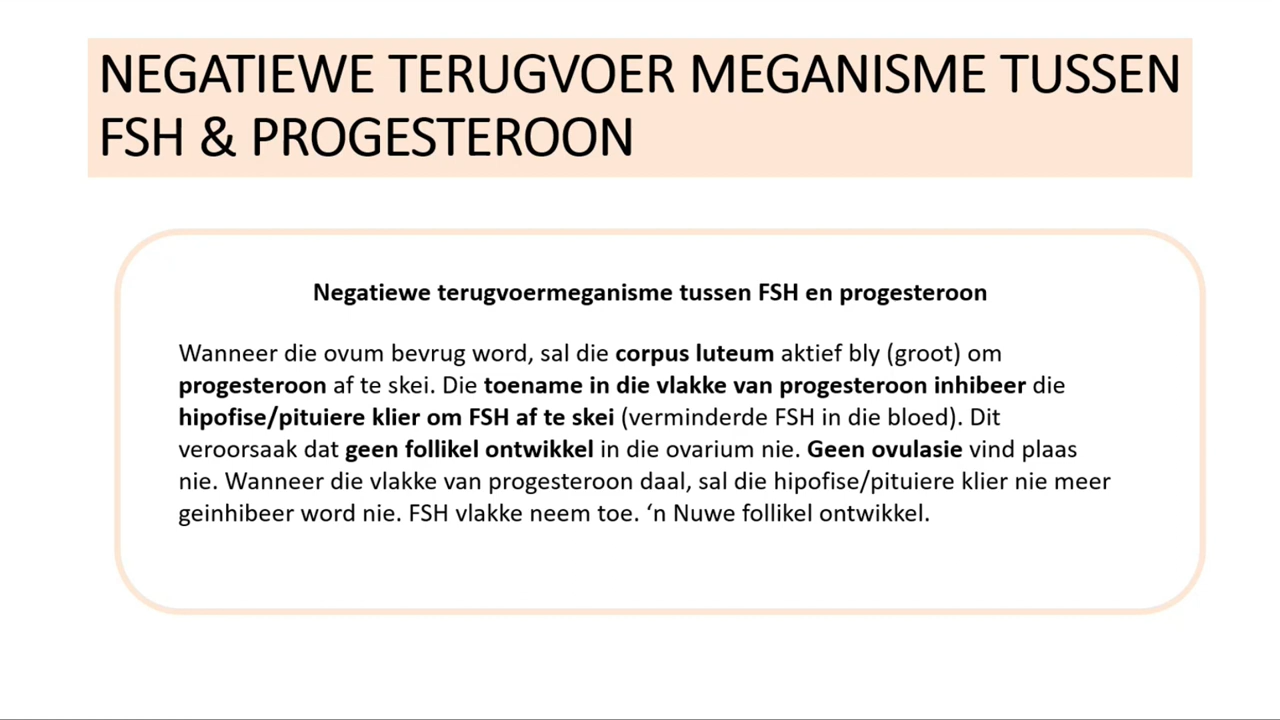 NEGATIEWE TERUGVOER MEGANISME TUSSEN
FSH & PROGESTEROON
Negatiewe terugvoermeganisme tussen FSH en progesteroon
Wanneer die ovum bevrug word, sal die corpus luteum aktief bly (groot) om
progesteroon af te skei. Die toename in die vlakke van progesteroon inhibeer die
hipofise/pituiere klier om FSH af te skei (verminderde FSH in die bloed). Dit
veroorsaak dat geen follikel ontwikkel in die ovarium nie. Geen ovulasie vind plaas
nie. Wanneer die vlakke van progesteroon daal, sal die hipofise/pituiere klier nie meer
geinhibeer word nie. FSH vlakke neem toe. ‘n Nuwe follikel ontwikkel.